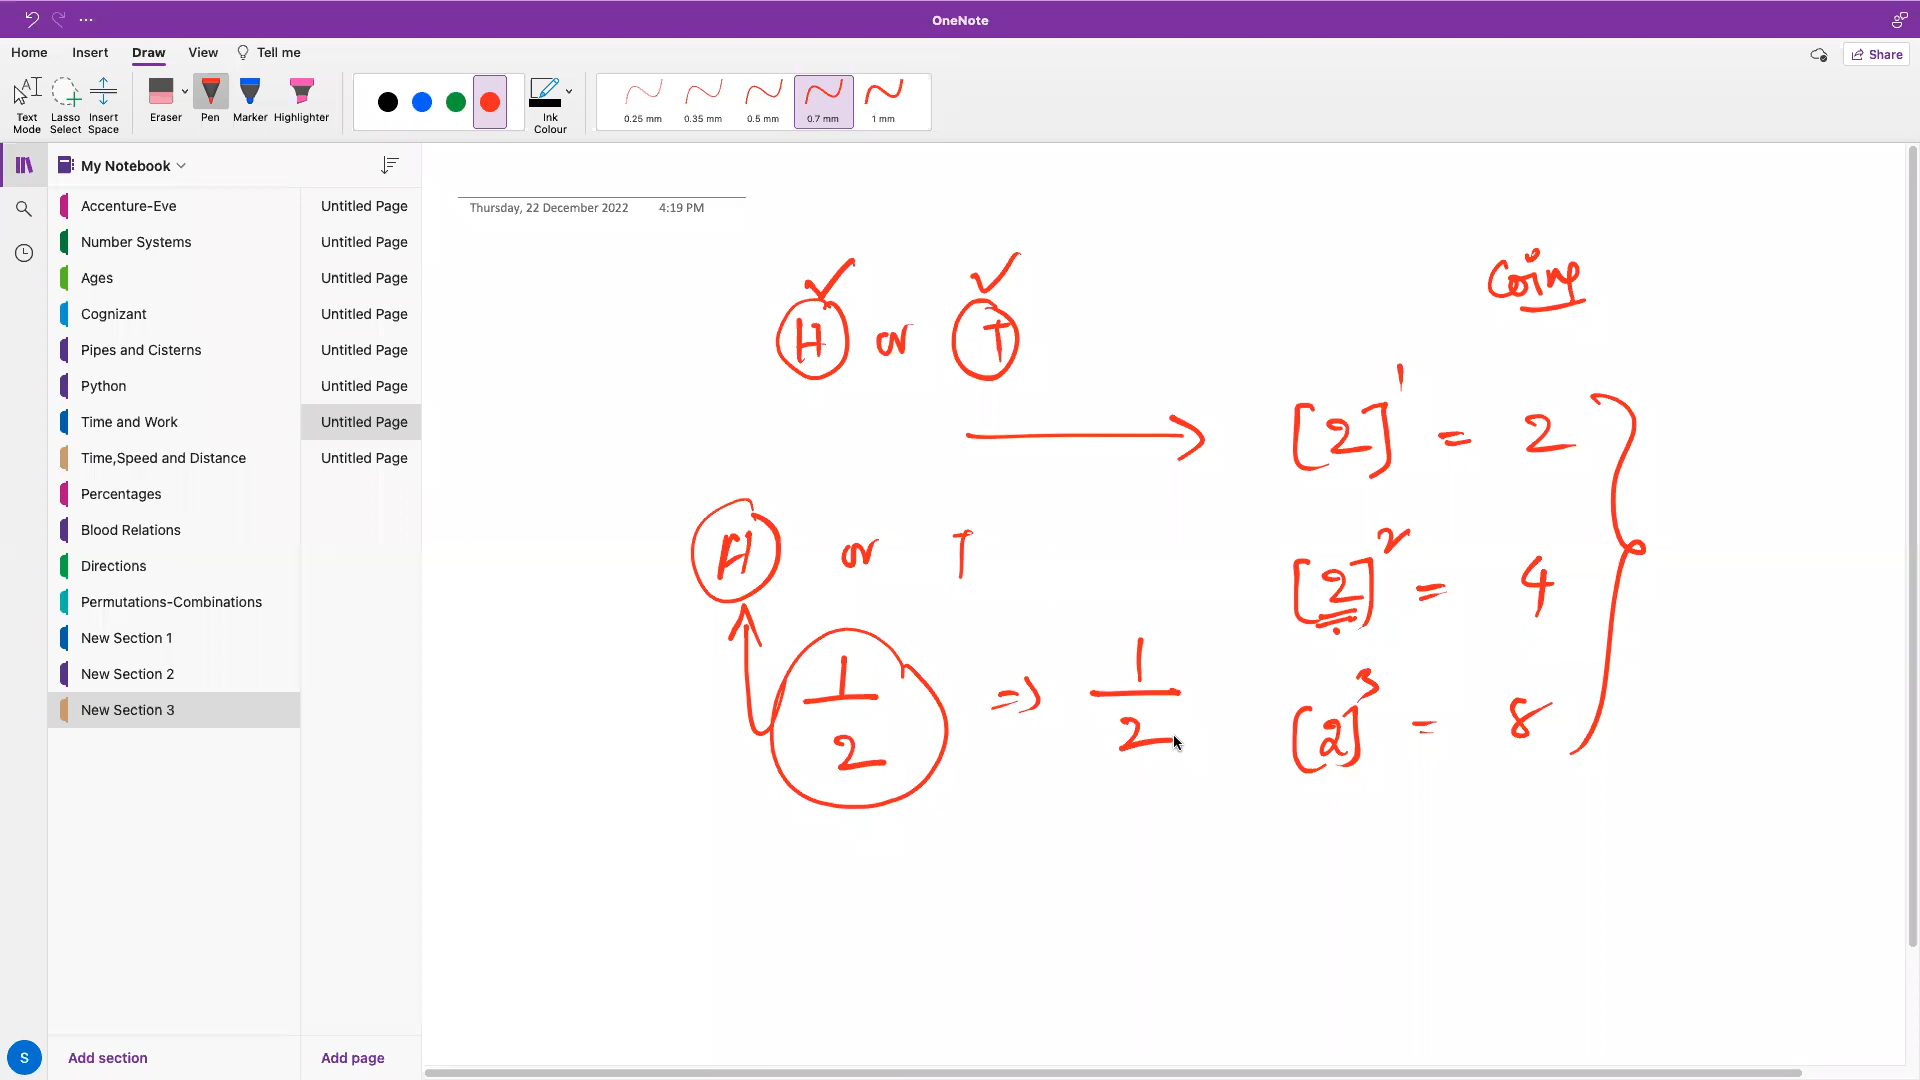 OneNote
Home Insert Draw View Tell me
Share
Text Mode
Lasso Select
Insert Space
Eraser
Pen
Marker
Highlighter
Ink Colour
0.25 mm
0.35 mm
0.5 mm
0.7 mm
1 mm
My Notebook
Accenture-Eve
Number Systems
Ages
Cognizant
Pipes and Cisterns
Python
Time and Work
Time,Speed and Distance
Percentages
Blood Relations
Directions
Permutations-Combinations
New Section 1
New Section 2
New Section 3
Untitled Page
Untitled Page
Untitled Page
Untitled Page
Untitled Page
Untitled Page
Untitled Page
Untitled Page
S
Add section
Add page
Thursday, 22 December 2022 4:19 PM
Coins
H or T
[2]¹ = 2
H or T
[2]² = 4
1/2 ⇒ 1/2
[2]³ = 8